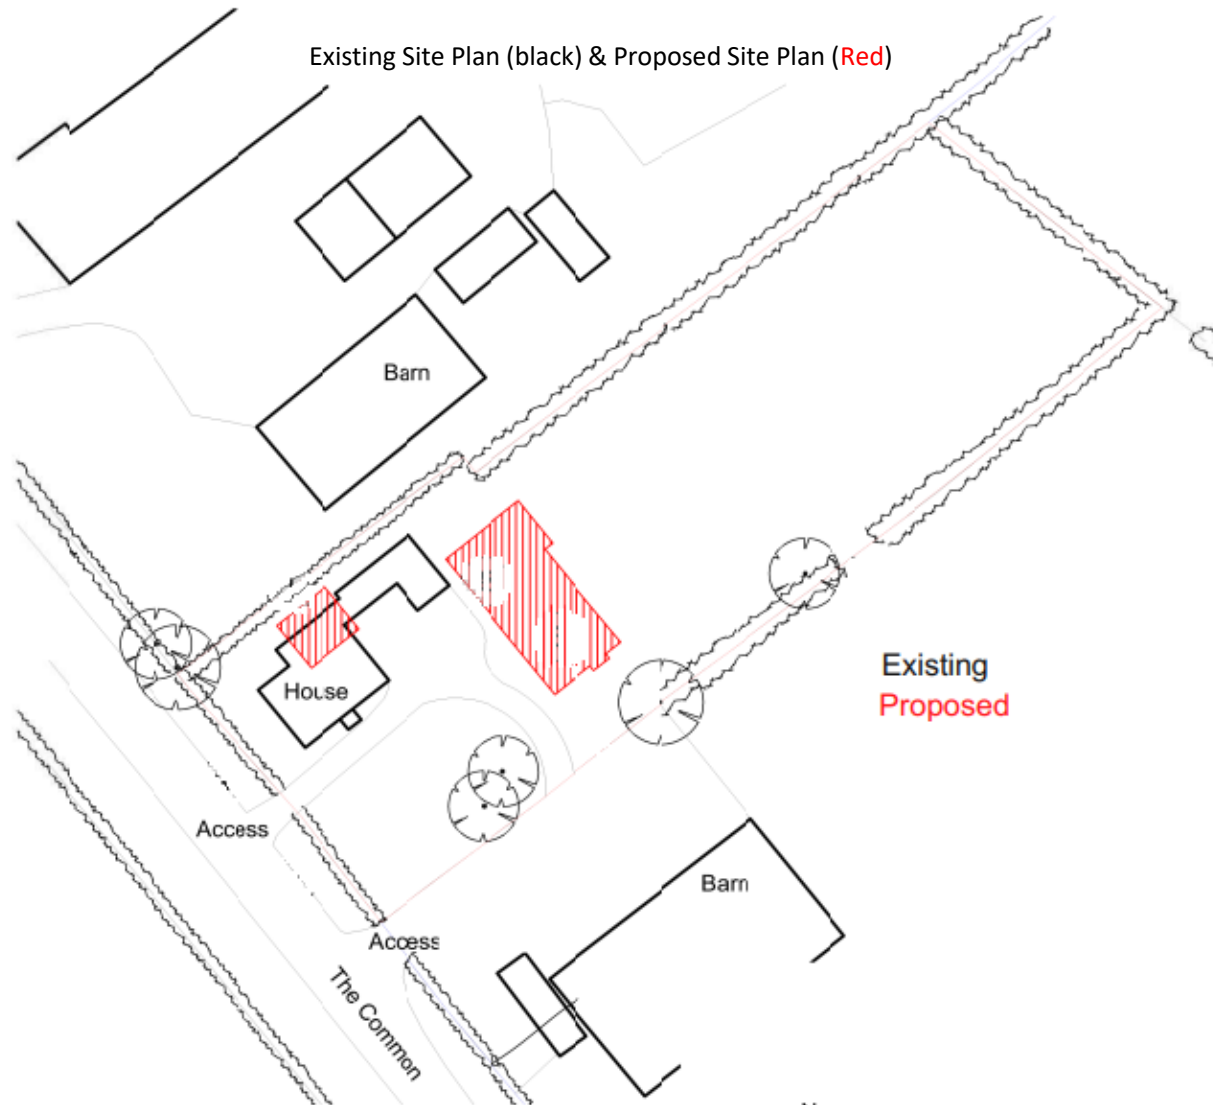 Existing Site Plan (black) & Proposed Site Plan (Red)
Barn
House
Existing
Proposed
Access
Barn
Access
The Common